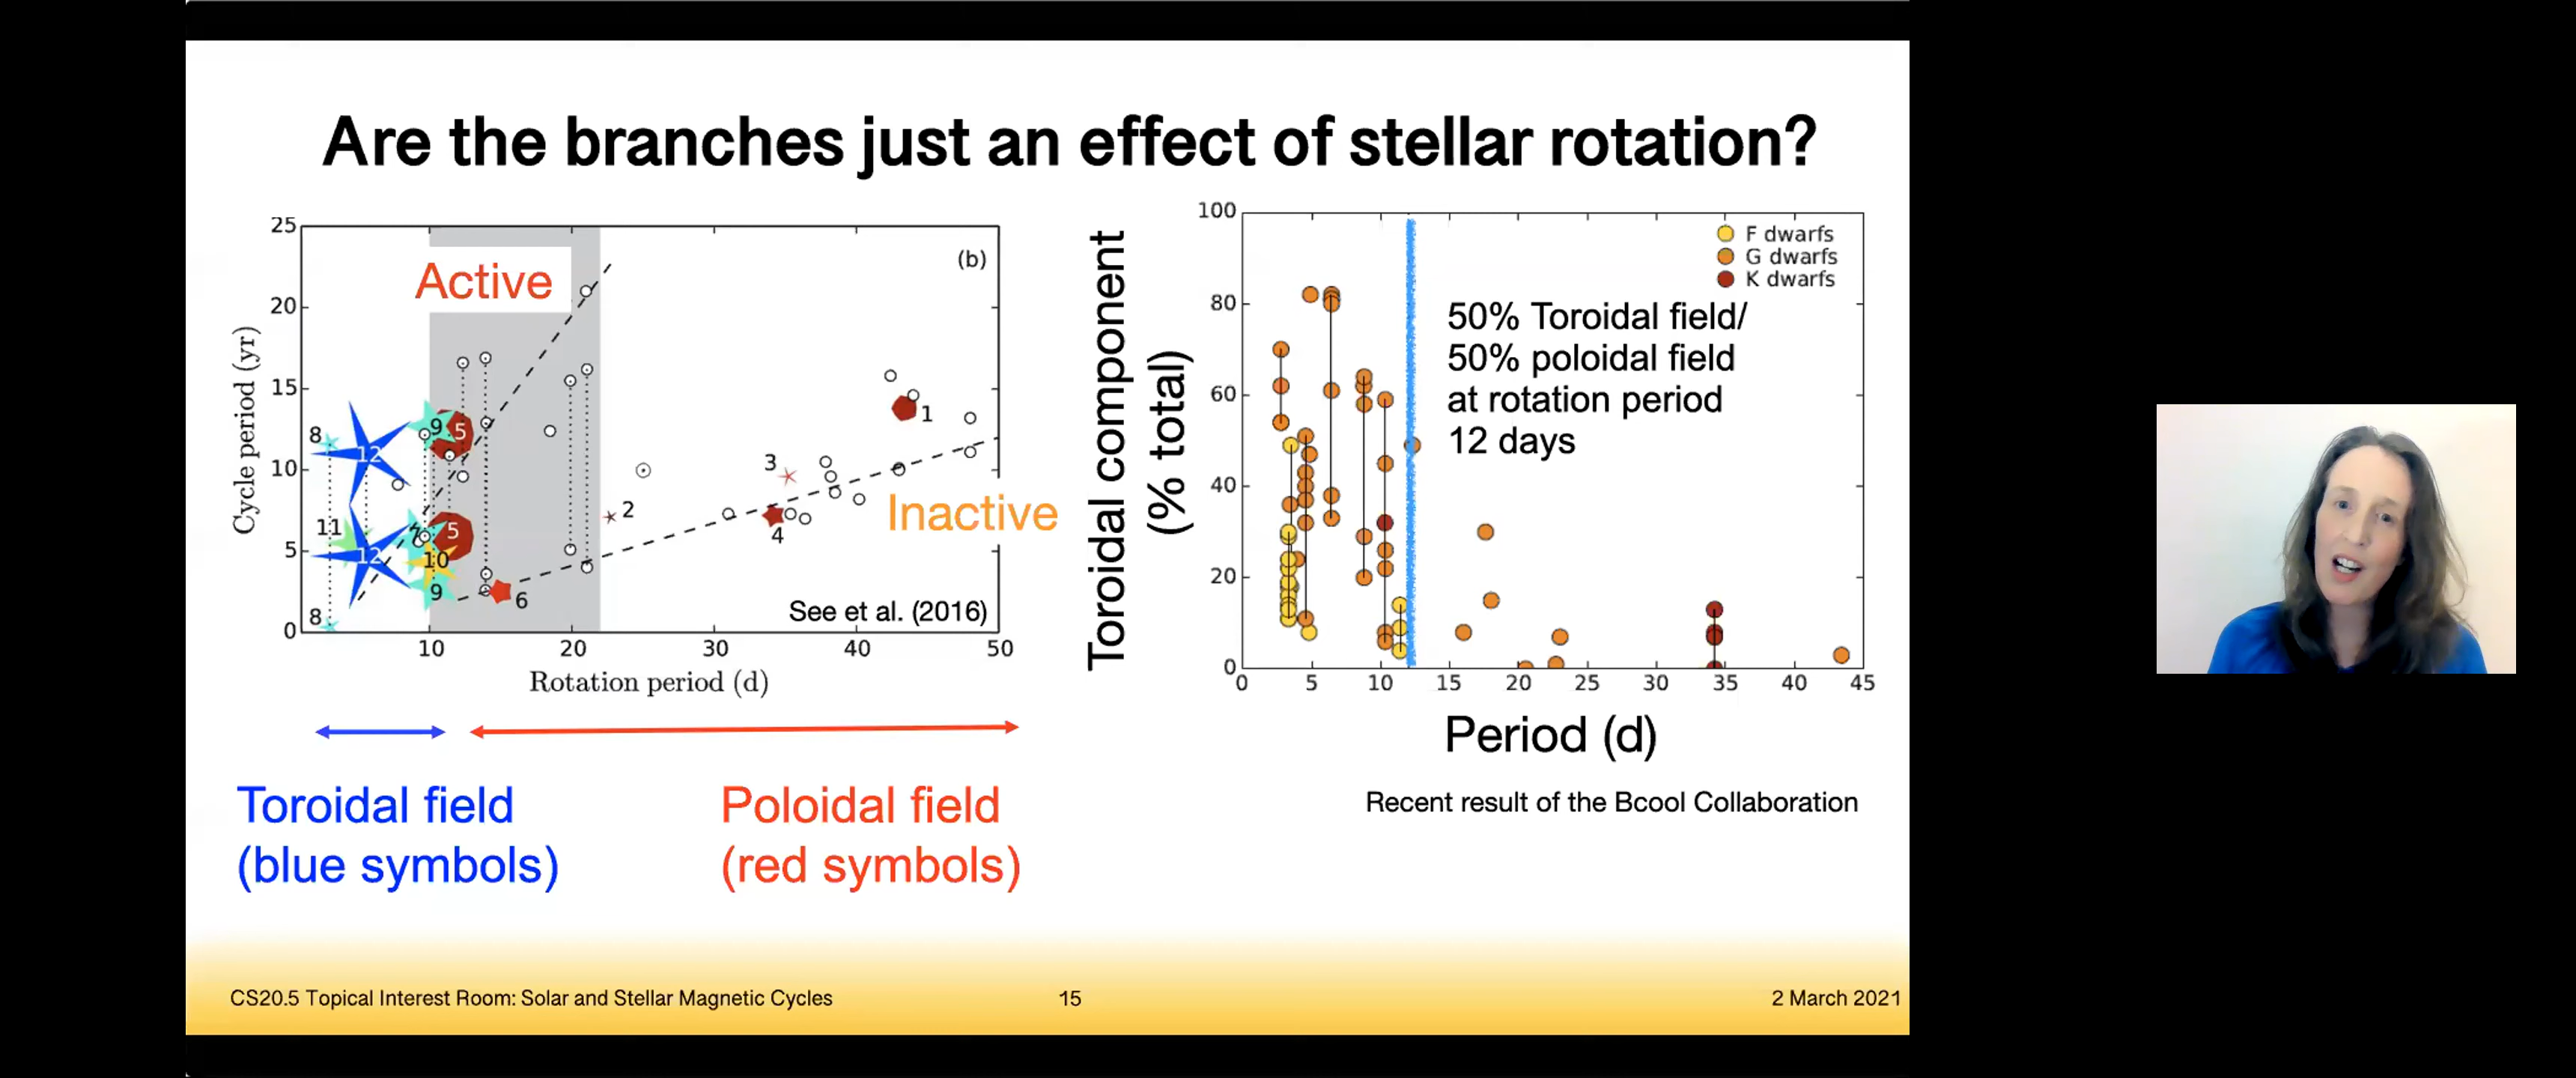 Are the branches just an effect of stellar rotation?
25
20
15
10
5
0
Cycle period (yr)
10
20
30
40
50
Rotation period (d)
(b)
Active
Inactive
See et al. (2016)
8
12
9
5
11
12
7
5
10
9
8
6
3
2
4
1
Toroidal field
(blue symbols)
Poloidal field
(red symbols)
Toroidal component
(% total)
100
80
60
40
20
0
0
5
10
15
20
25
30
35
40
45
Period (d)
F dwarfs
G dwarfs
K dwarfs
50% Toroidal field/
50% poloidal field
at rotation period
12 days
Recent result of the Bcool Collaboration
CS20.5 Topical Interest Room: Solar and Stellar Magnetic Cycles
15
2 March 2021